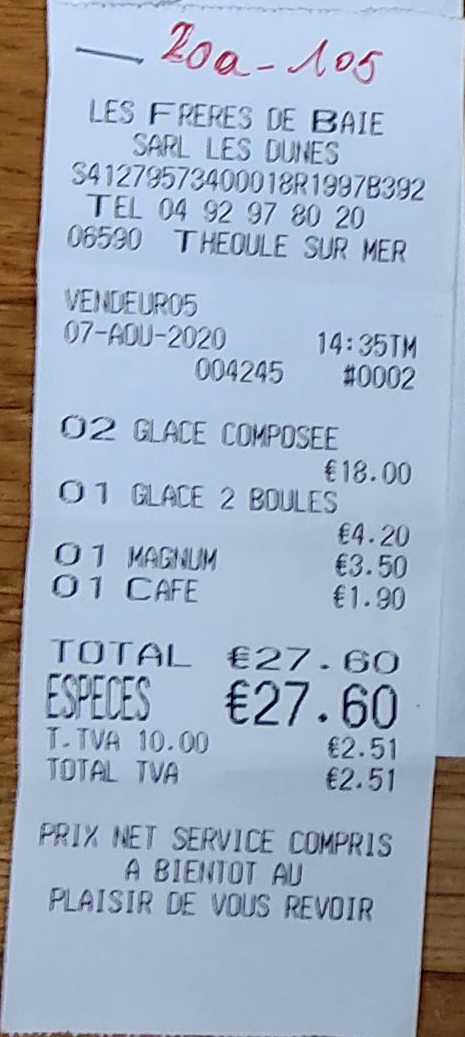 20a-105
LES FRERES DE BAIE
SARL LES DUNES
S41279573400018R1997B392
TEL 04 92 97 80 20
06590 THEOULE SUR MER
VENDEUR05
07-AOU-2020 14:35TM
004245 #0002
02 GLACE COMPOSEE
€18.00
01 GLACE 2 BOULES
€4.20
01 MAGNUM €3.50
01 CAFE €1.90
TOTAL €27.60
ESPECES €27.60
T.TVA 10.00 €2.51
TOTAL TVA €2.51
PRIX NET SERVICE COMPRIS
A BIENTOT AU
PLAISIR DE VOUS REVOIR